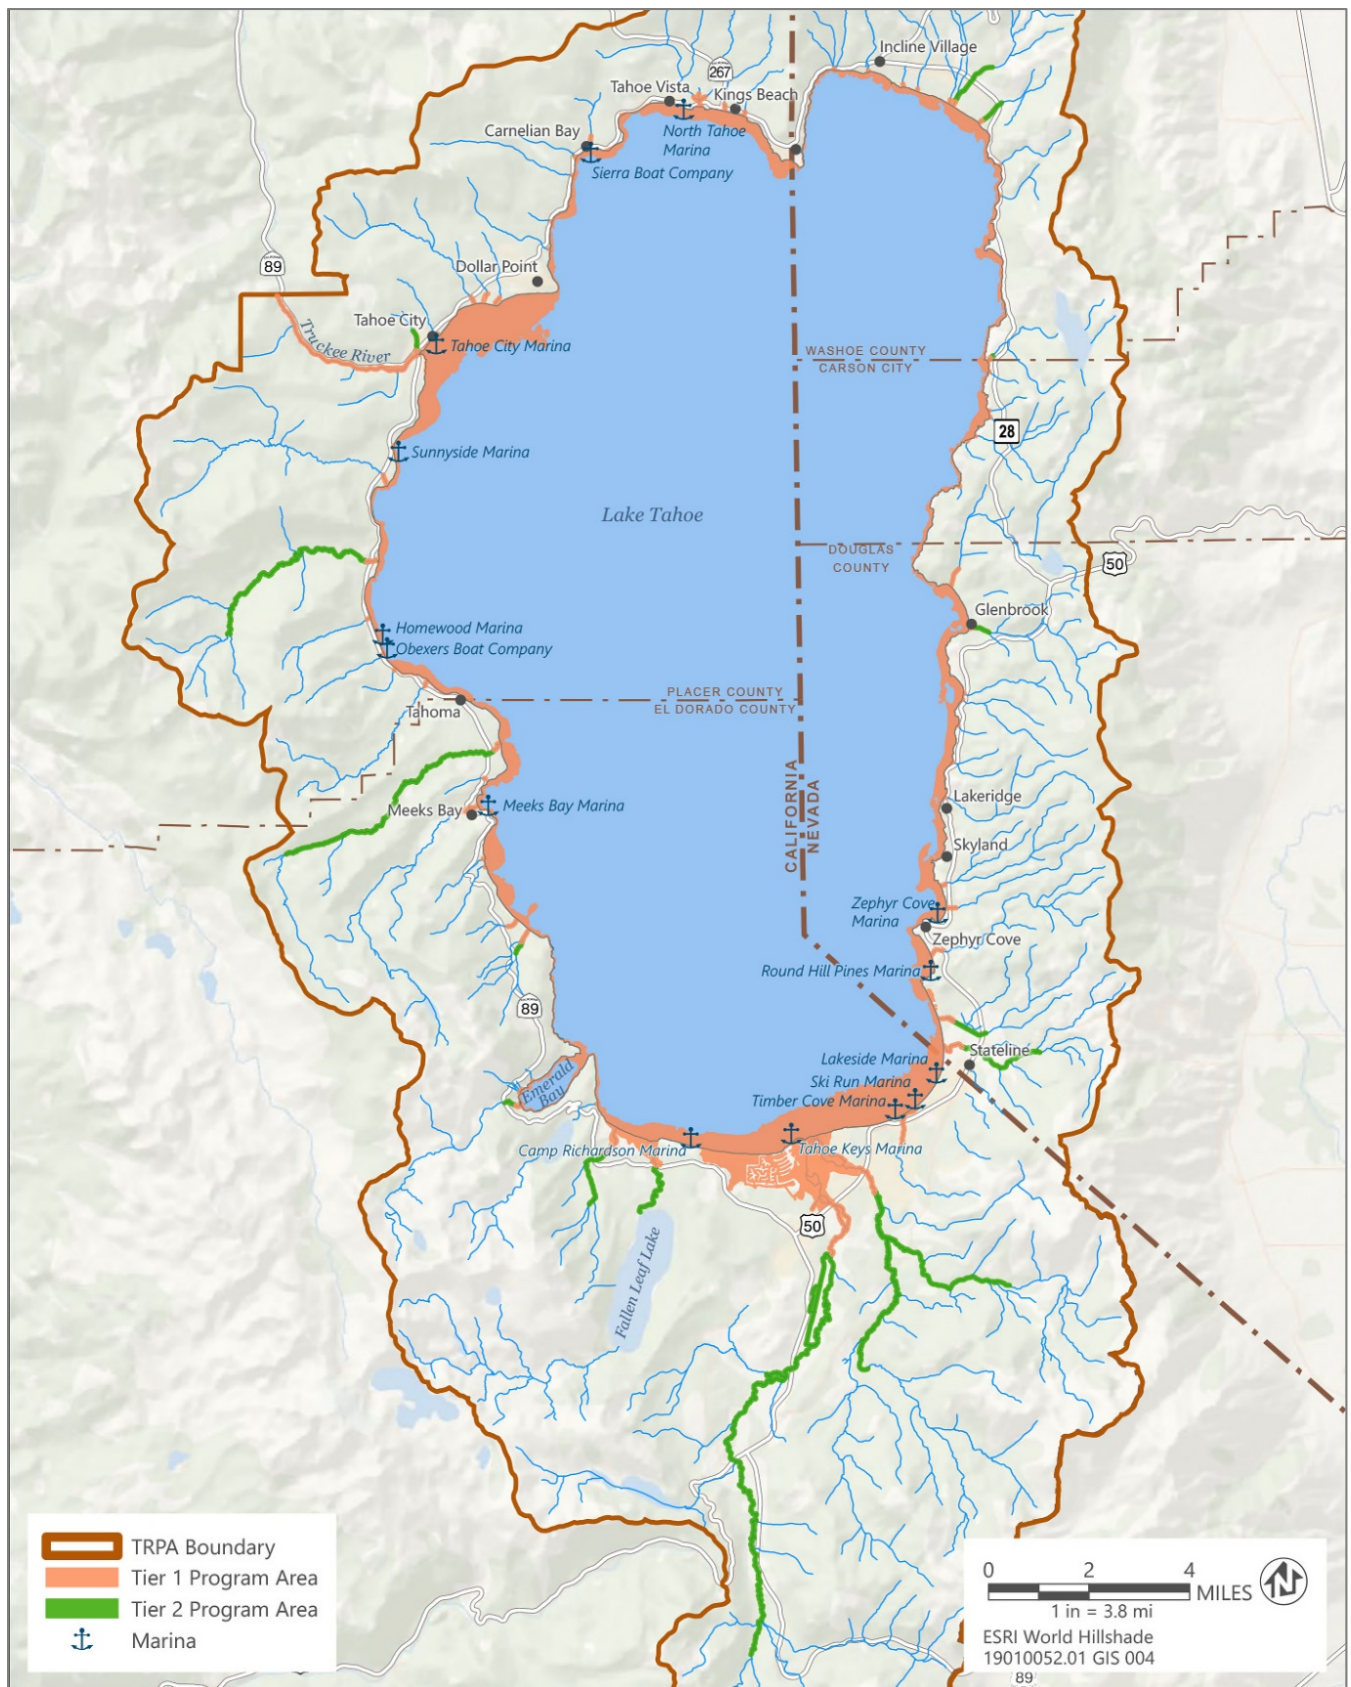 Incline Village
267
Tahoe Vista
Kings Beach
Carnelian Bay
North Tahoe
Marina
Sierra Boat Company
89
Dollar Point
Tahoe City
Truckee River
Tahoe City Marina
WASHOE COUNTY
CARSON CITY
28
Sunnyside Marina
Lake Tahoe
DOUGLAS
COUNTY
50
Glenbrook
Homewood Marina
Obexers Boat Company
PLACER COUNTY
EL DORADO COUNTY
Tahoma
CALIFORNIA
NEVADA
Meeks Bay
Meeks Bay Marina
Lakeridge
Skyland
Zephyr Cove
Marina
Zephyr Cove
Round Hill Pines Marina
89
Stateline
Lakeside Marina
Ski Run Marina
Timber Cove Marina
Emerald
Bay
Camp Richardson Marina
Tahoe Keys Marina
50
Fallen Leaf Lake
TRPA Boundary
Tier 1 Program Area
Tier 2 Program Area
Marina
0 2 4
MILES
1 in = 3.8 mi
ESRI World Hillshade
19010052.01 GIS 004
89